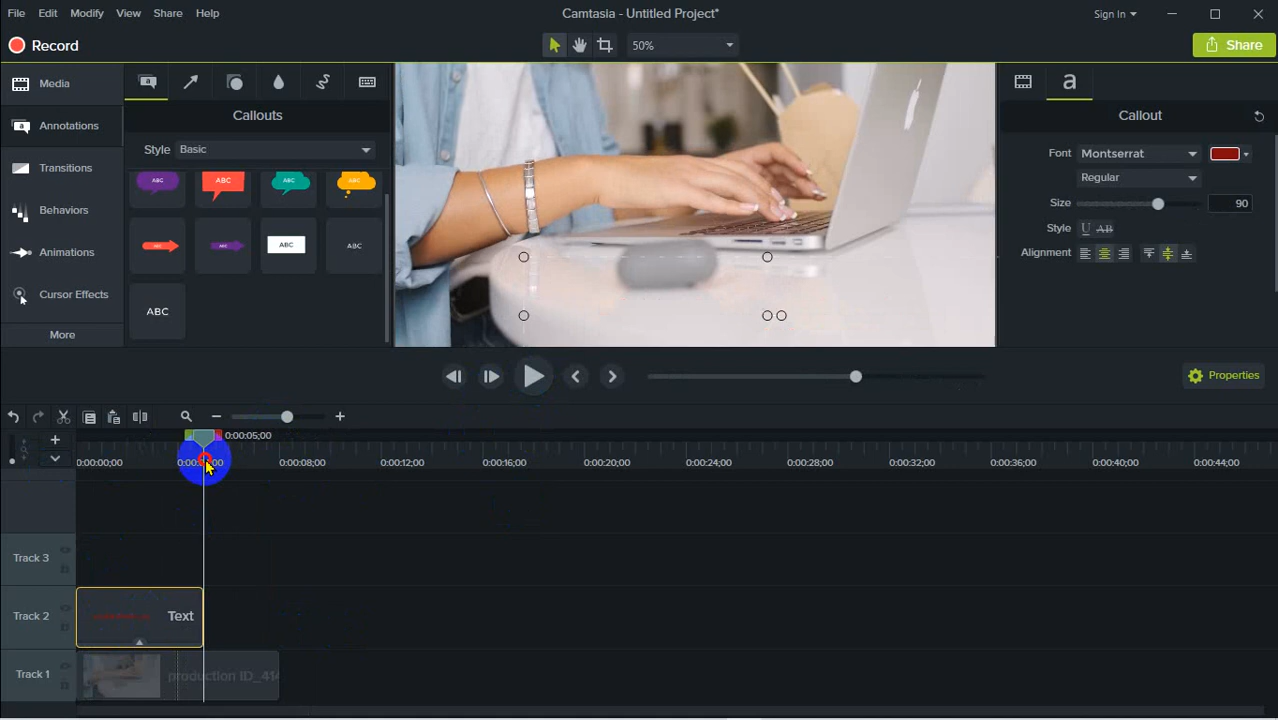 File Edit Modify View Share Help Camtasia - Untitled Project* Sign In
Record 50% Share
Media
Annotations
Transitions
Behaviors
Animations
Cursor Effects
More
Callouts
Style Basic
ABC ABC ABC ABC
ABC ABC ABC ABC
ABC
a
Callout
Font Montserrat
Regular
Size 90
Style U AB
Alignment
Properties
0:00:05;00
0:00:00;00 0:00:08;00 0:00:12;00 0:00:16;00 0:00:20;00 0:00:24;00 0:00:28;00 0:00:32;00 0:00:36;00 0:00:40;00 0:00:44;00
Track 3
Track 2 Text
Track 1 production ID_414